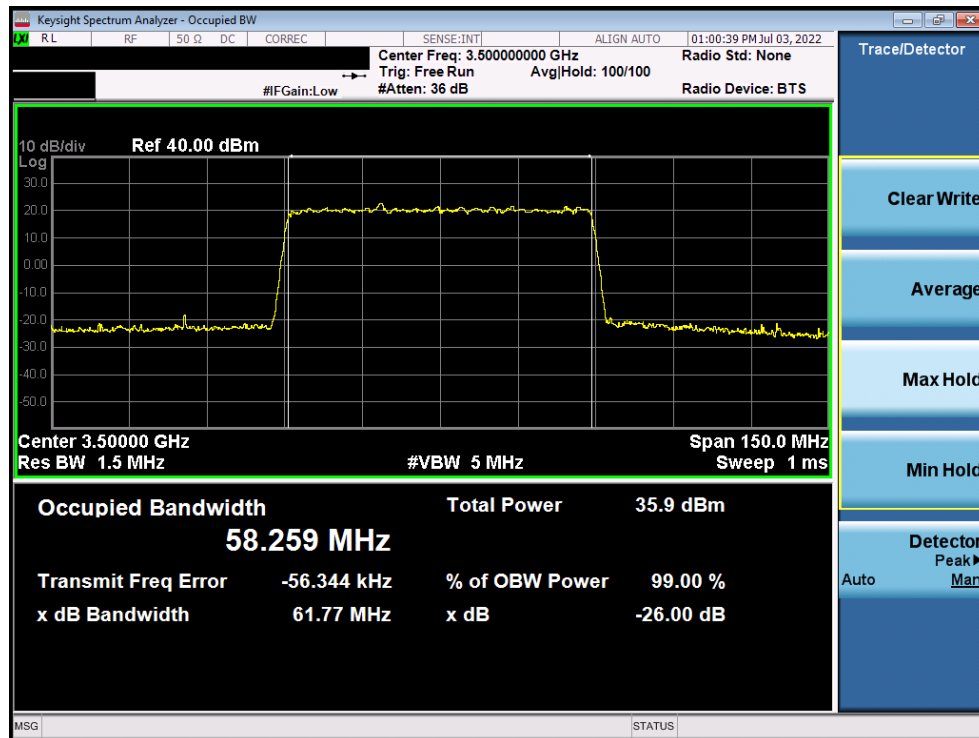 Keysight Spectrum Analyzer - Occupied BW
LXI RL RF 50 Ω DC CORREC SENSE:INT ALIGN AUTO 01:00:39 PM Jul 03, 2022
Center Freq: 3.500000000 GHz Radio Std: None
Trig: Free Run Avg|Hold: 100/100
#IFGain:Low #Atten: 36 dB Radio Device: BTS
Trace/Detector
10 dB/div Ref 40.00 dBm
Log
30.0
20.0
10.0
0.00
-10.0
-20.0
-30.0
-40.0
-50.0
Center 3.50000 GHz Span 150.0 MHz
Res BW 1.5 MHz #VBW 5 MHz Sweep 1 ms
Occupied Bandwidth Total Power 35.9 dBm
58.259 MHz
Transmit Freq Error -56.344 kHz % of OBW Power 99.00 %
x dB Bandwidth 61.77 MHz x dB -26.00 dB
Clear Write
Average
Max Hold
Min Hold
Detector
Peak
Auto Man
MSG STATUS